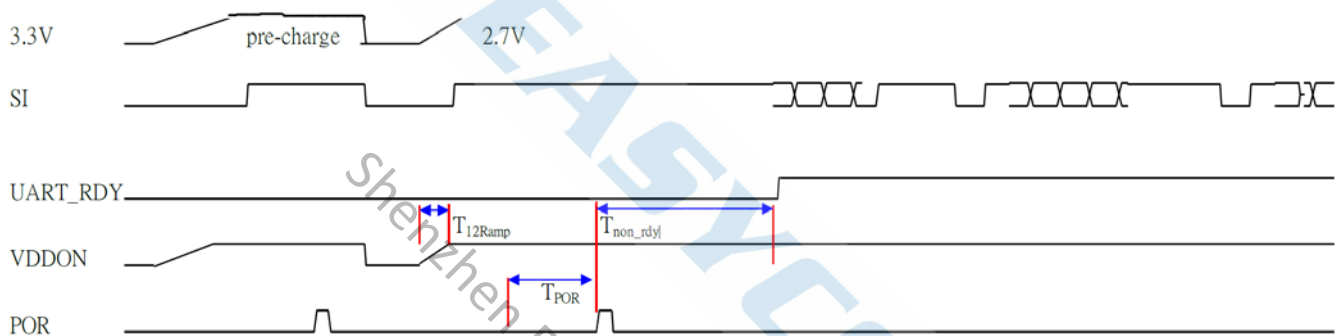 3.3V
pre-charge
2.7V
SI
EASYC
UART_RDY
Shenzhen
T12Ramp
Tnon_rdy
VDDON
TPOR
POR